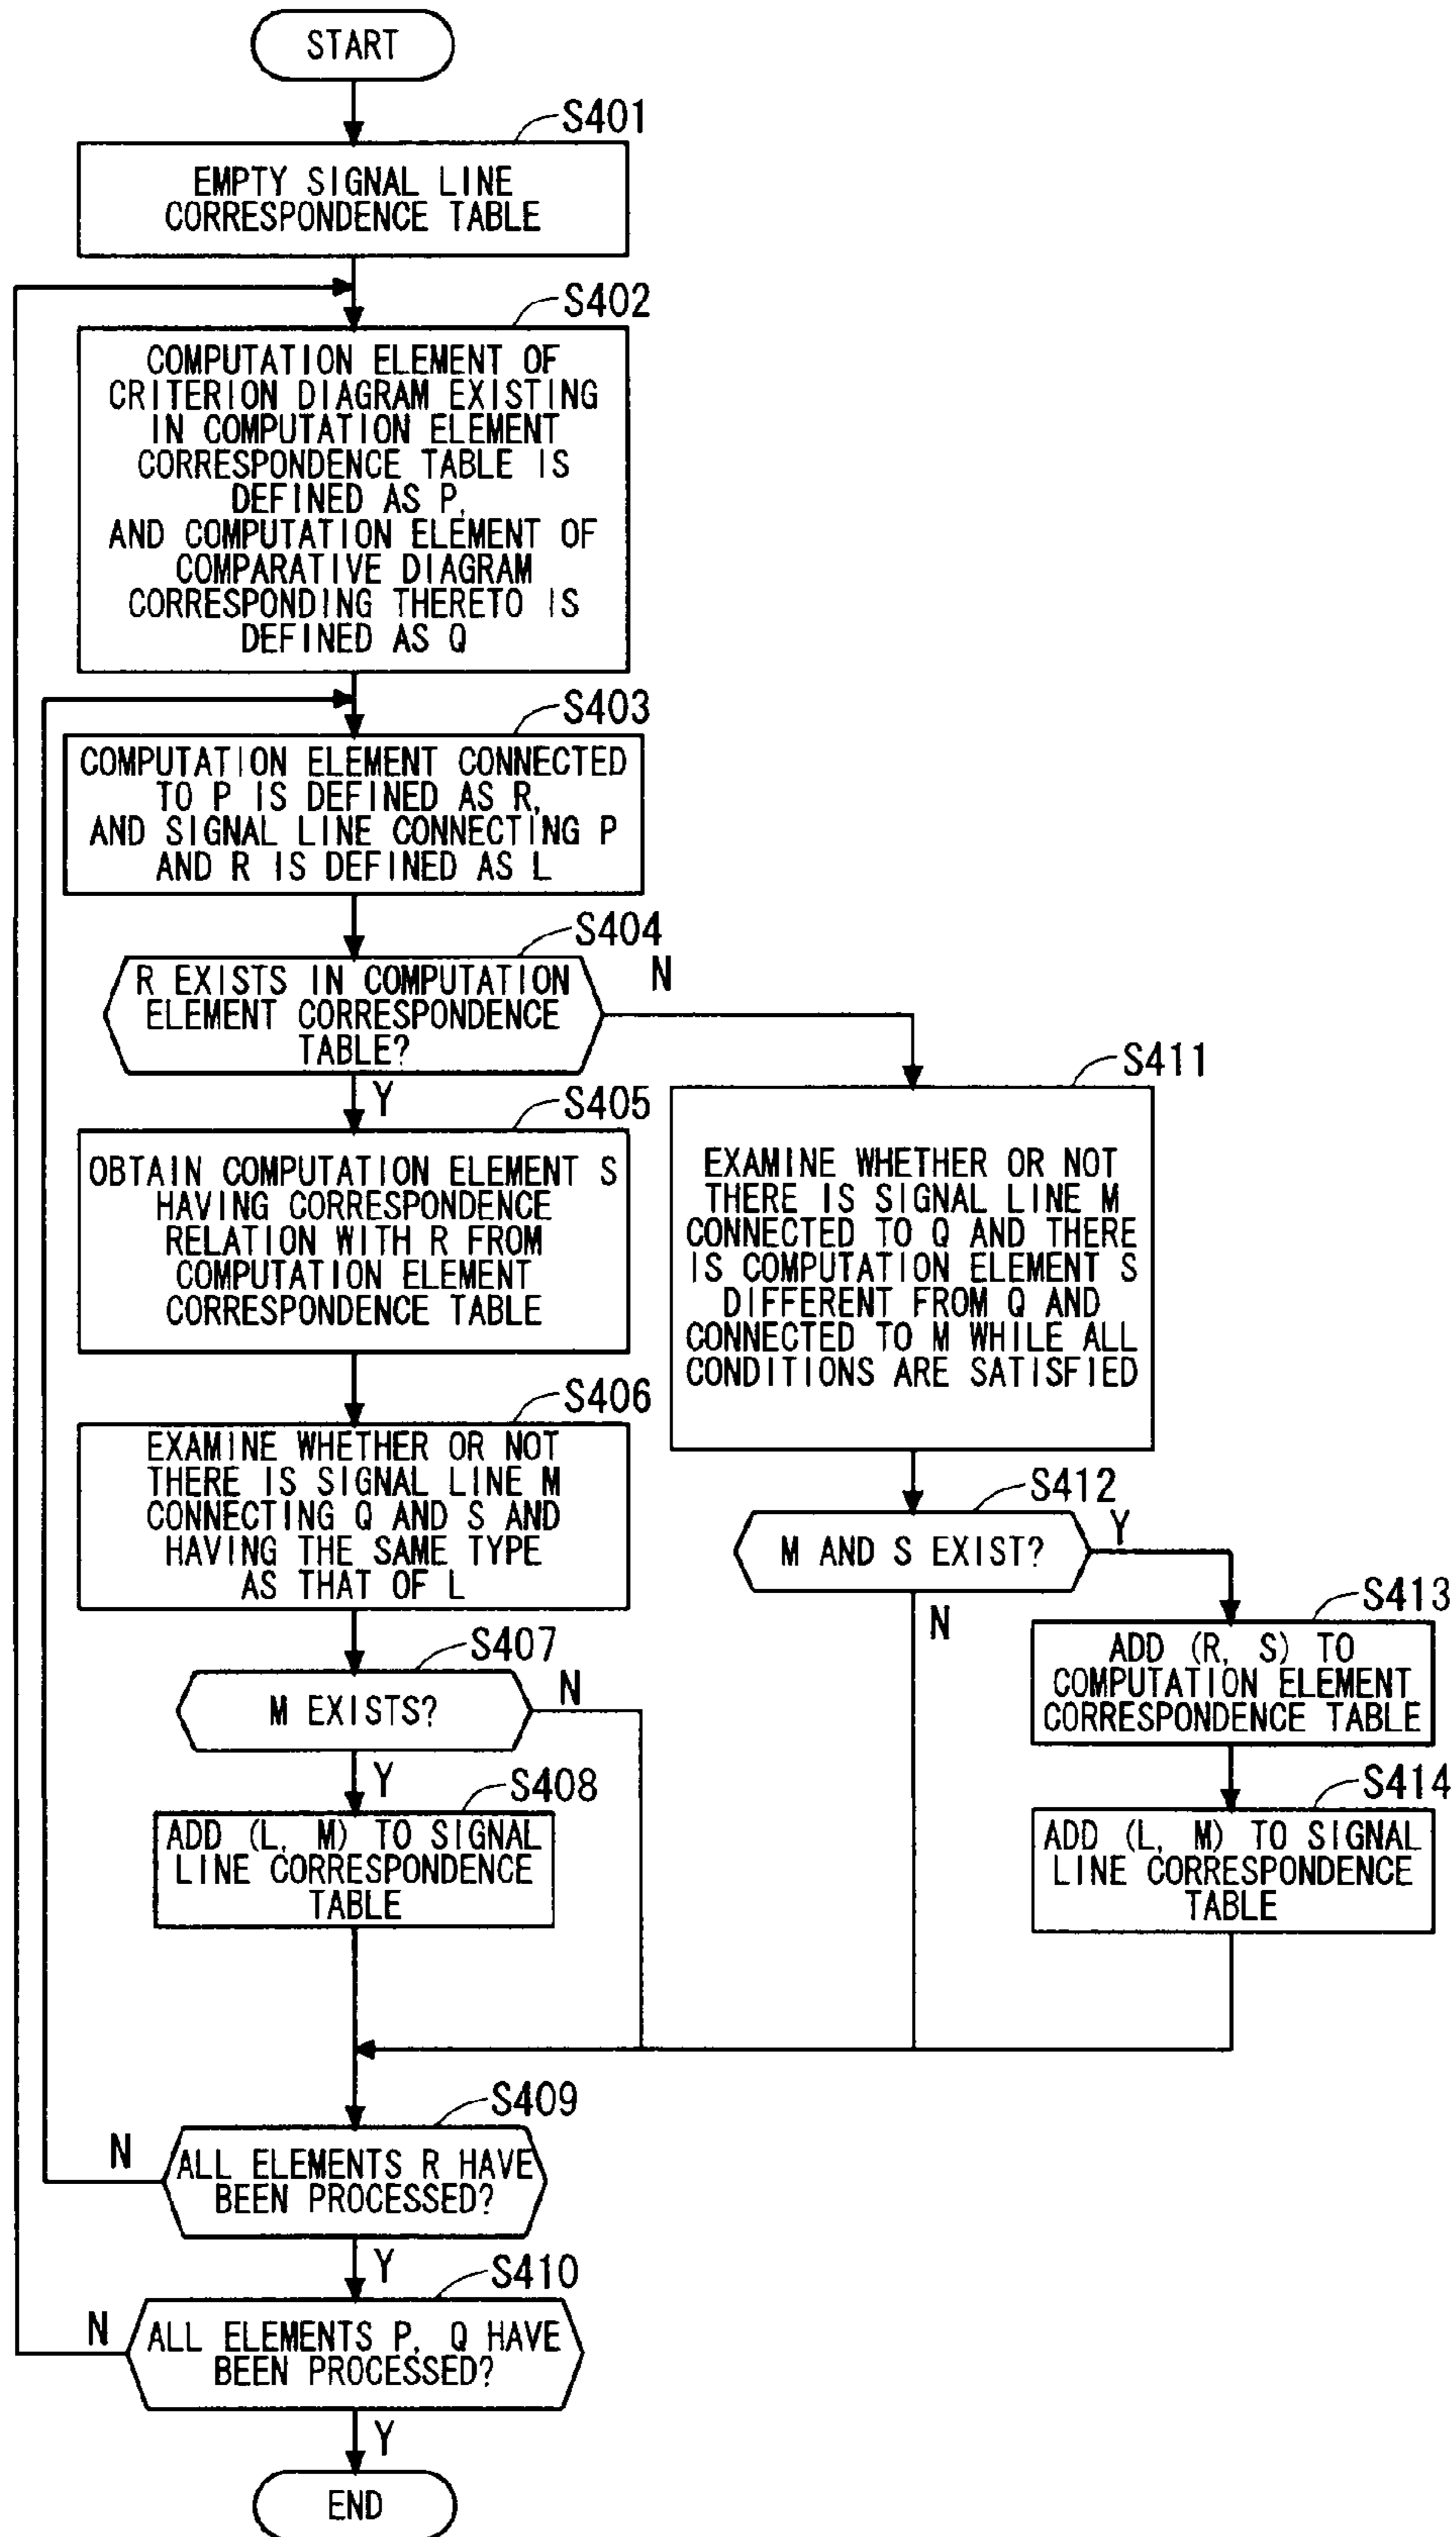 START
S401
EMPTY SIGNAL LINE
CORRESPONDENCE TABLE
S402
COMPUTATION ELEMENT OF
CRITERION DIAGRAM EXISTING
IN COMPUTATION ELEMENT
CORRESPONDENCE TABLE IS
DEFINED AS P,
AND COMPUTATION ELEMENT OF
COMPARATIVE DIAGRAM
CORRESPONDING THERETO IS
DEFINED AS Q
S403
COMPUTATION ELEMENT CONNECTED
TO P IS DEFINED AS R,
AND SIGNAL LINE CONNECTING P
AND R IS DEFINED AS L
S404
R EXISTS IN COMPUTATION
ELEMENT CORRESPONDENCE
TABLE?
N
Y
S405
OBTAIN COMPUTATION ELEMENT S
HAVING CORRESPONDENCE
RELATION WITH R FROM
COMPUTATION ELEMENT
CORRESPONDENCE TABLE
S406
EXAMINE WHETHER OR NOT
THERE IS SIGNAL LINE M
CONNECTING Q AND S AND
HAVING THE SAME TYPE
AS THAT OF L
S407
M EXISTS?
N
Y
S408
ADD (L, M) TO SIGNAL
LINE CORRESPONDENCE
TABLE
S411
EXAMINE WHETHER OR NOT
THERE IS SIGNAL LINE M
CONNECTED TO Q AND THERE
IS COMPUTATION ELEMENT S
DIFFERENT FROM Q AND
CONNECTED TO M WHILE ALL
CONDITIONS ARE SATISFIED
S412
M AND S EXIST?
Y
N
S413
ADD (R, S) TO
COMPUTATION ELEMENT
CORRESPONDENCE TABLE
S414
ADD (L, M) TO SIGNAL
LINE CORRESPONDENCE
TABLE
S409
ALL ELEMENTS R HAVE
BEEN PROCESSED?
N
Y
S410
ALL ELEMENTS P, Q HAVE
BEEN PROCESSED?
N
Y
END